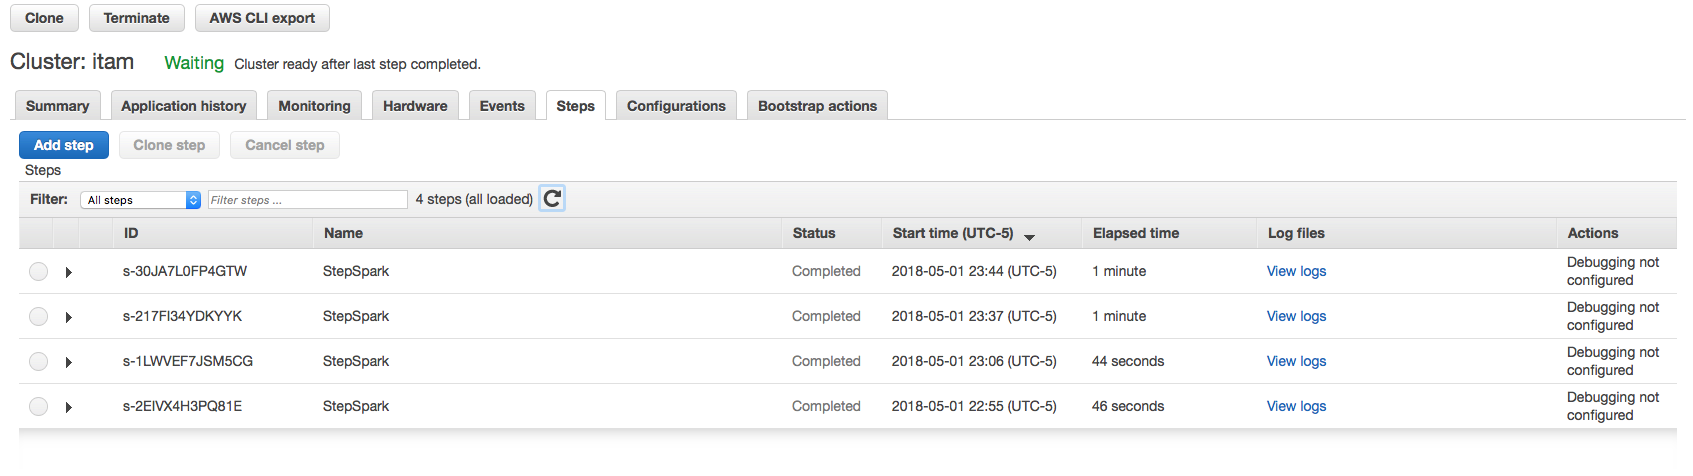 Clone Terminate AWS CLI export
Cluster: itam Waiting Cluster ready after last step completed.
Summary Application history Monitoring Hardware Events Steps Configurations Bootstrap actions
Add step Clone step Cancel step
Steps
Filter: All steps Filter steps ... 4 steps (all loaded)
ID Name Status Start time (UTC-5) Elapsed time Log files Actions
s-30JA7L0FP4GTW StepSpark Completed 2018-05-01 23:44 (UTC-5) 1 minute View logs Debugging not
configured
s-217FI34YDKYYK StepSpark Completed 2018-05-01 23:37 (UTC-5) 1 minute View logs Debugging not
configured
s-1LWVEF7JSM5CG StepSpark Completed 2018-05-01 23:06 (UTC-5) 44 seconds View logs Debugging not
configured
s-2EIVX4H3PQ81E StepSpark Completed 2018-05-01 22:55 (UTC-5) 46 seconds View logs Debugging not
configured